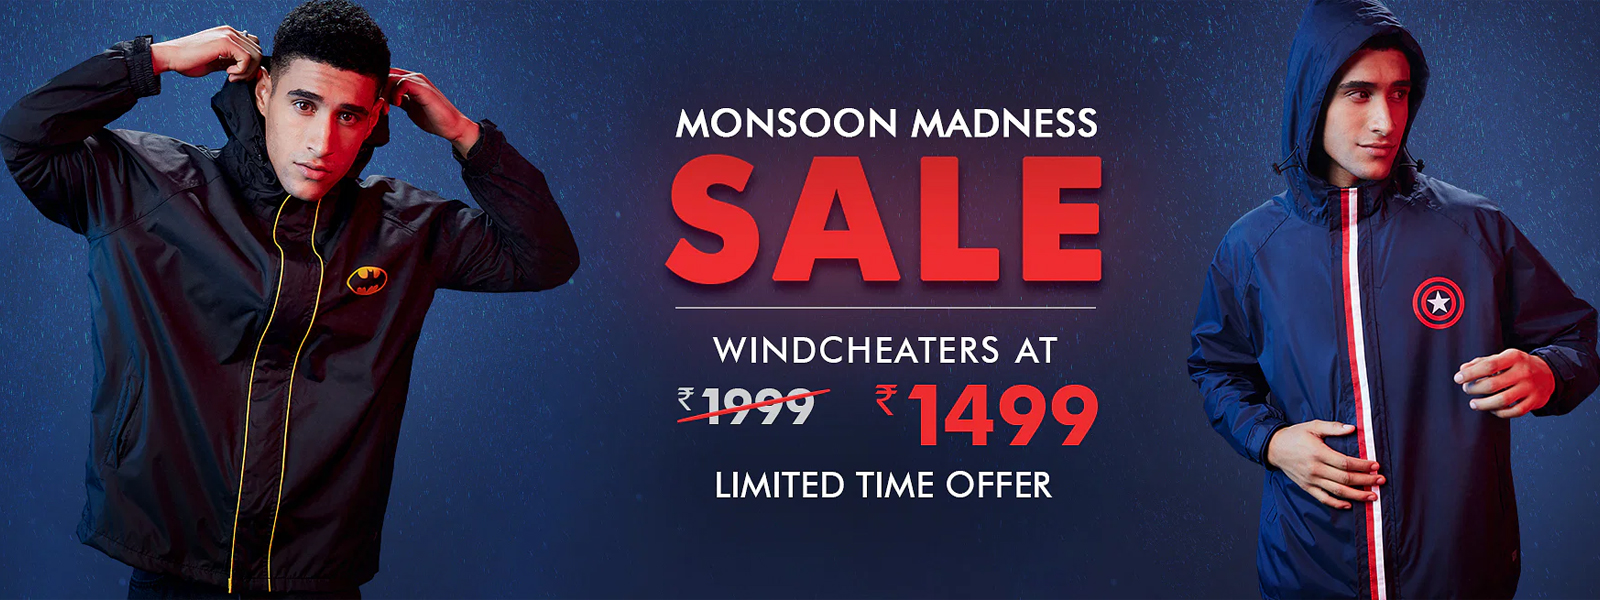 MONSOON MADNESS
SALE
WINDCHEATERS AT
₹1999 ₹1499
LIMITED TIME OFFER